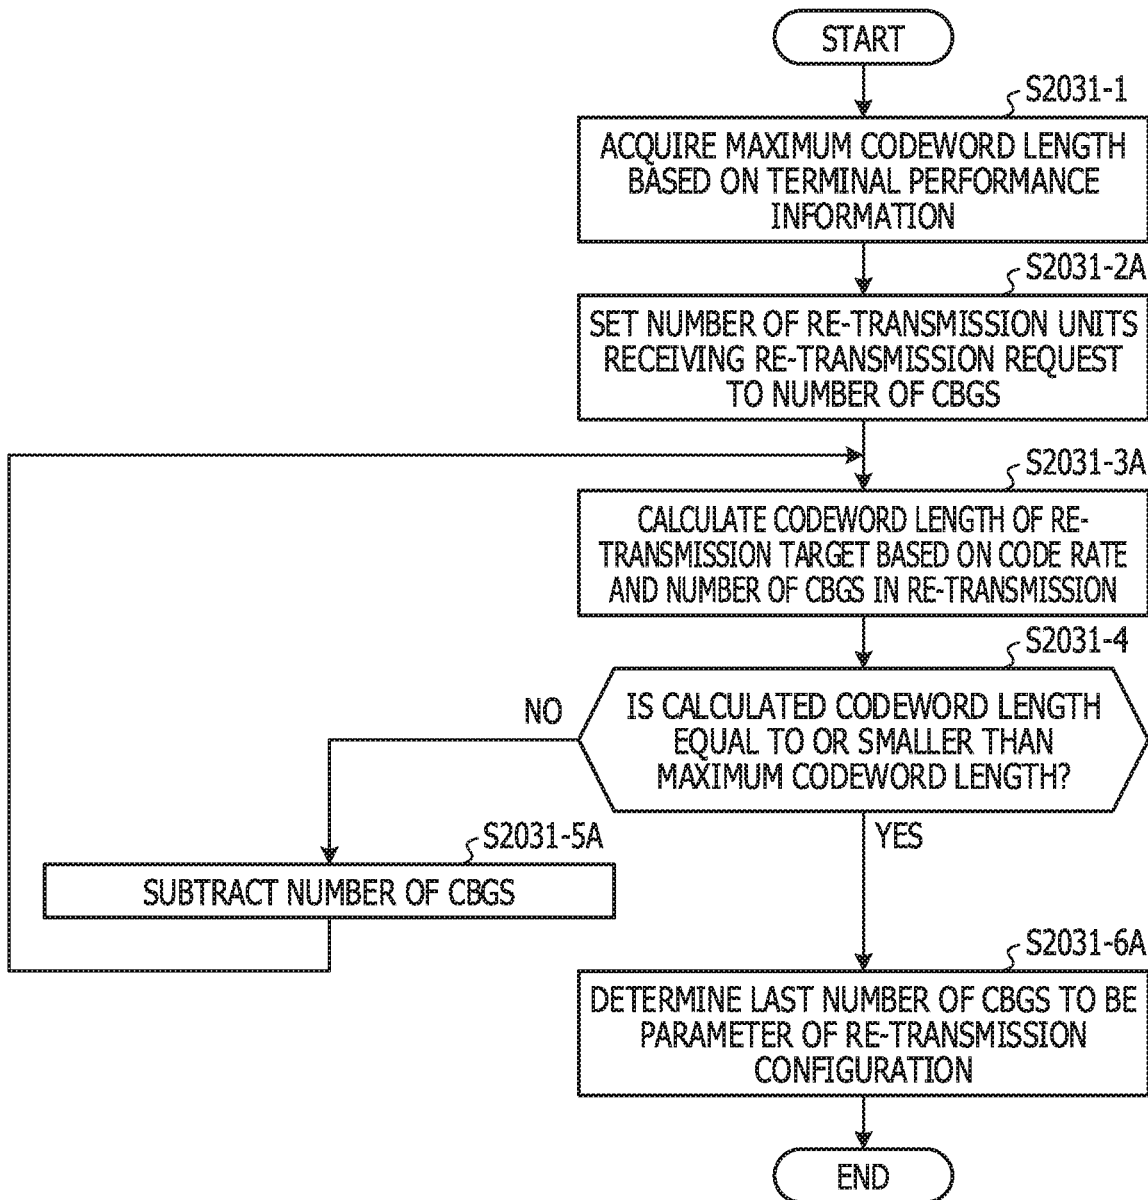 START
S2031-1
ACQUIRE MAXIMUM CODEWORD LENGTH
BASED ON TERMINAL PERFORMANCE
INFORMATION
S2031-2A
SET NUMBER OF RE-TRANSMISSION UNITS
RECEIVING RE-TRANSMISSION REQUEST
TO NUMBER OF CBGS
S2031-3A
CALCULATE CODEWORD LENGTH OF RE-
TRANSMISSION TARGET BASED ON CODE RATE
AND NUMBER OF CBGS IN RE-TRANSMISSION
S2031-4
NO
IS CALCULATED CODEWORD LENGTH
EQUAL TO OR SMALLER THAN
MAXIMUM CODEWORD LENGTH?
YES
S2031-5A
SUBTRACT NUMBER OF CBGS
S2031-6A
DETERMINE LAST NUMBER OF CBGS TO BE
PARAMETER OF RE-TRANSMISSION
CONFIGURATION
END